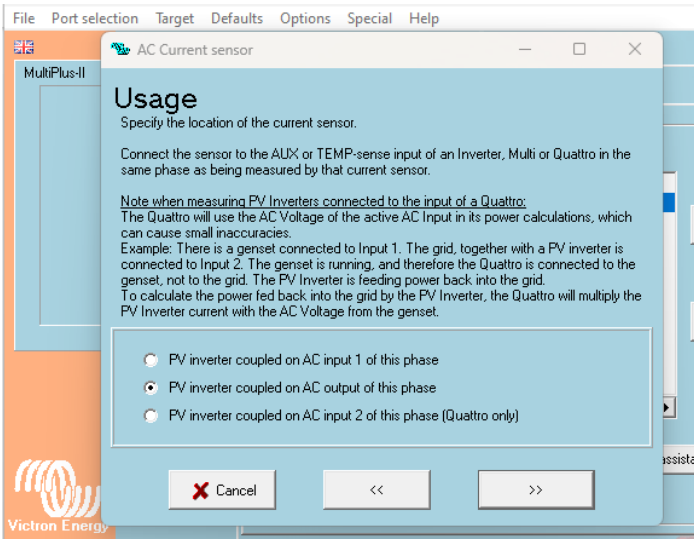 File Port selection Target Defaults Options Special Help
AC Current sensor
MultiPlus-II
Usage
Specify the location of the current sensor.
Connect the sensor to the AUX or TEMP-sense input of an Inverter, Multi or Quattro in the
same phase as being measured by that current sensor.
Note when measuring PV Inverters connected to the input of a Quattro:
The Quattro will use the AC Voltage of the active AC Input in its power calculations, which
can cause small inaccuracies.
Example: There is a genset connected to Input 1. The grid, together with a PV inverter is
connected to Input 2. The genset is running, and therefore the Quattro is connected to the
genset, not to the grid. The PV Inverter is feeding power back into the grid.
To calculate the power fed back into the grid by the PV Inverter, the Quattro will multiply the
PV Inverter current with the AC Voltage from the genset.
PV inverter coupled on AC input 1 of this phase
PV inverter coupled on AC output of this phase
PV inverter coupled on AC input 2 of this phase (Quattro only)
assista
Cancel << >>
Victron Energy